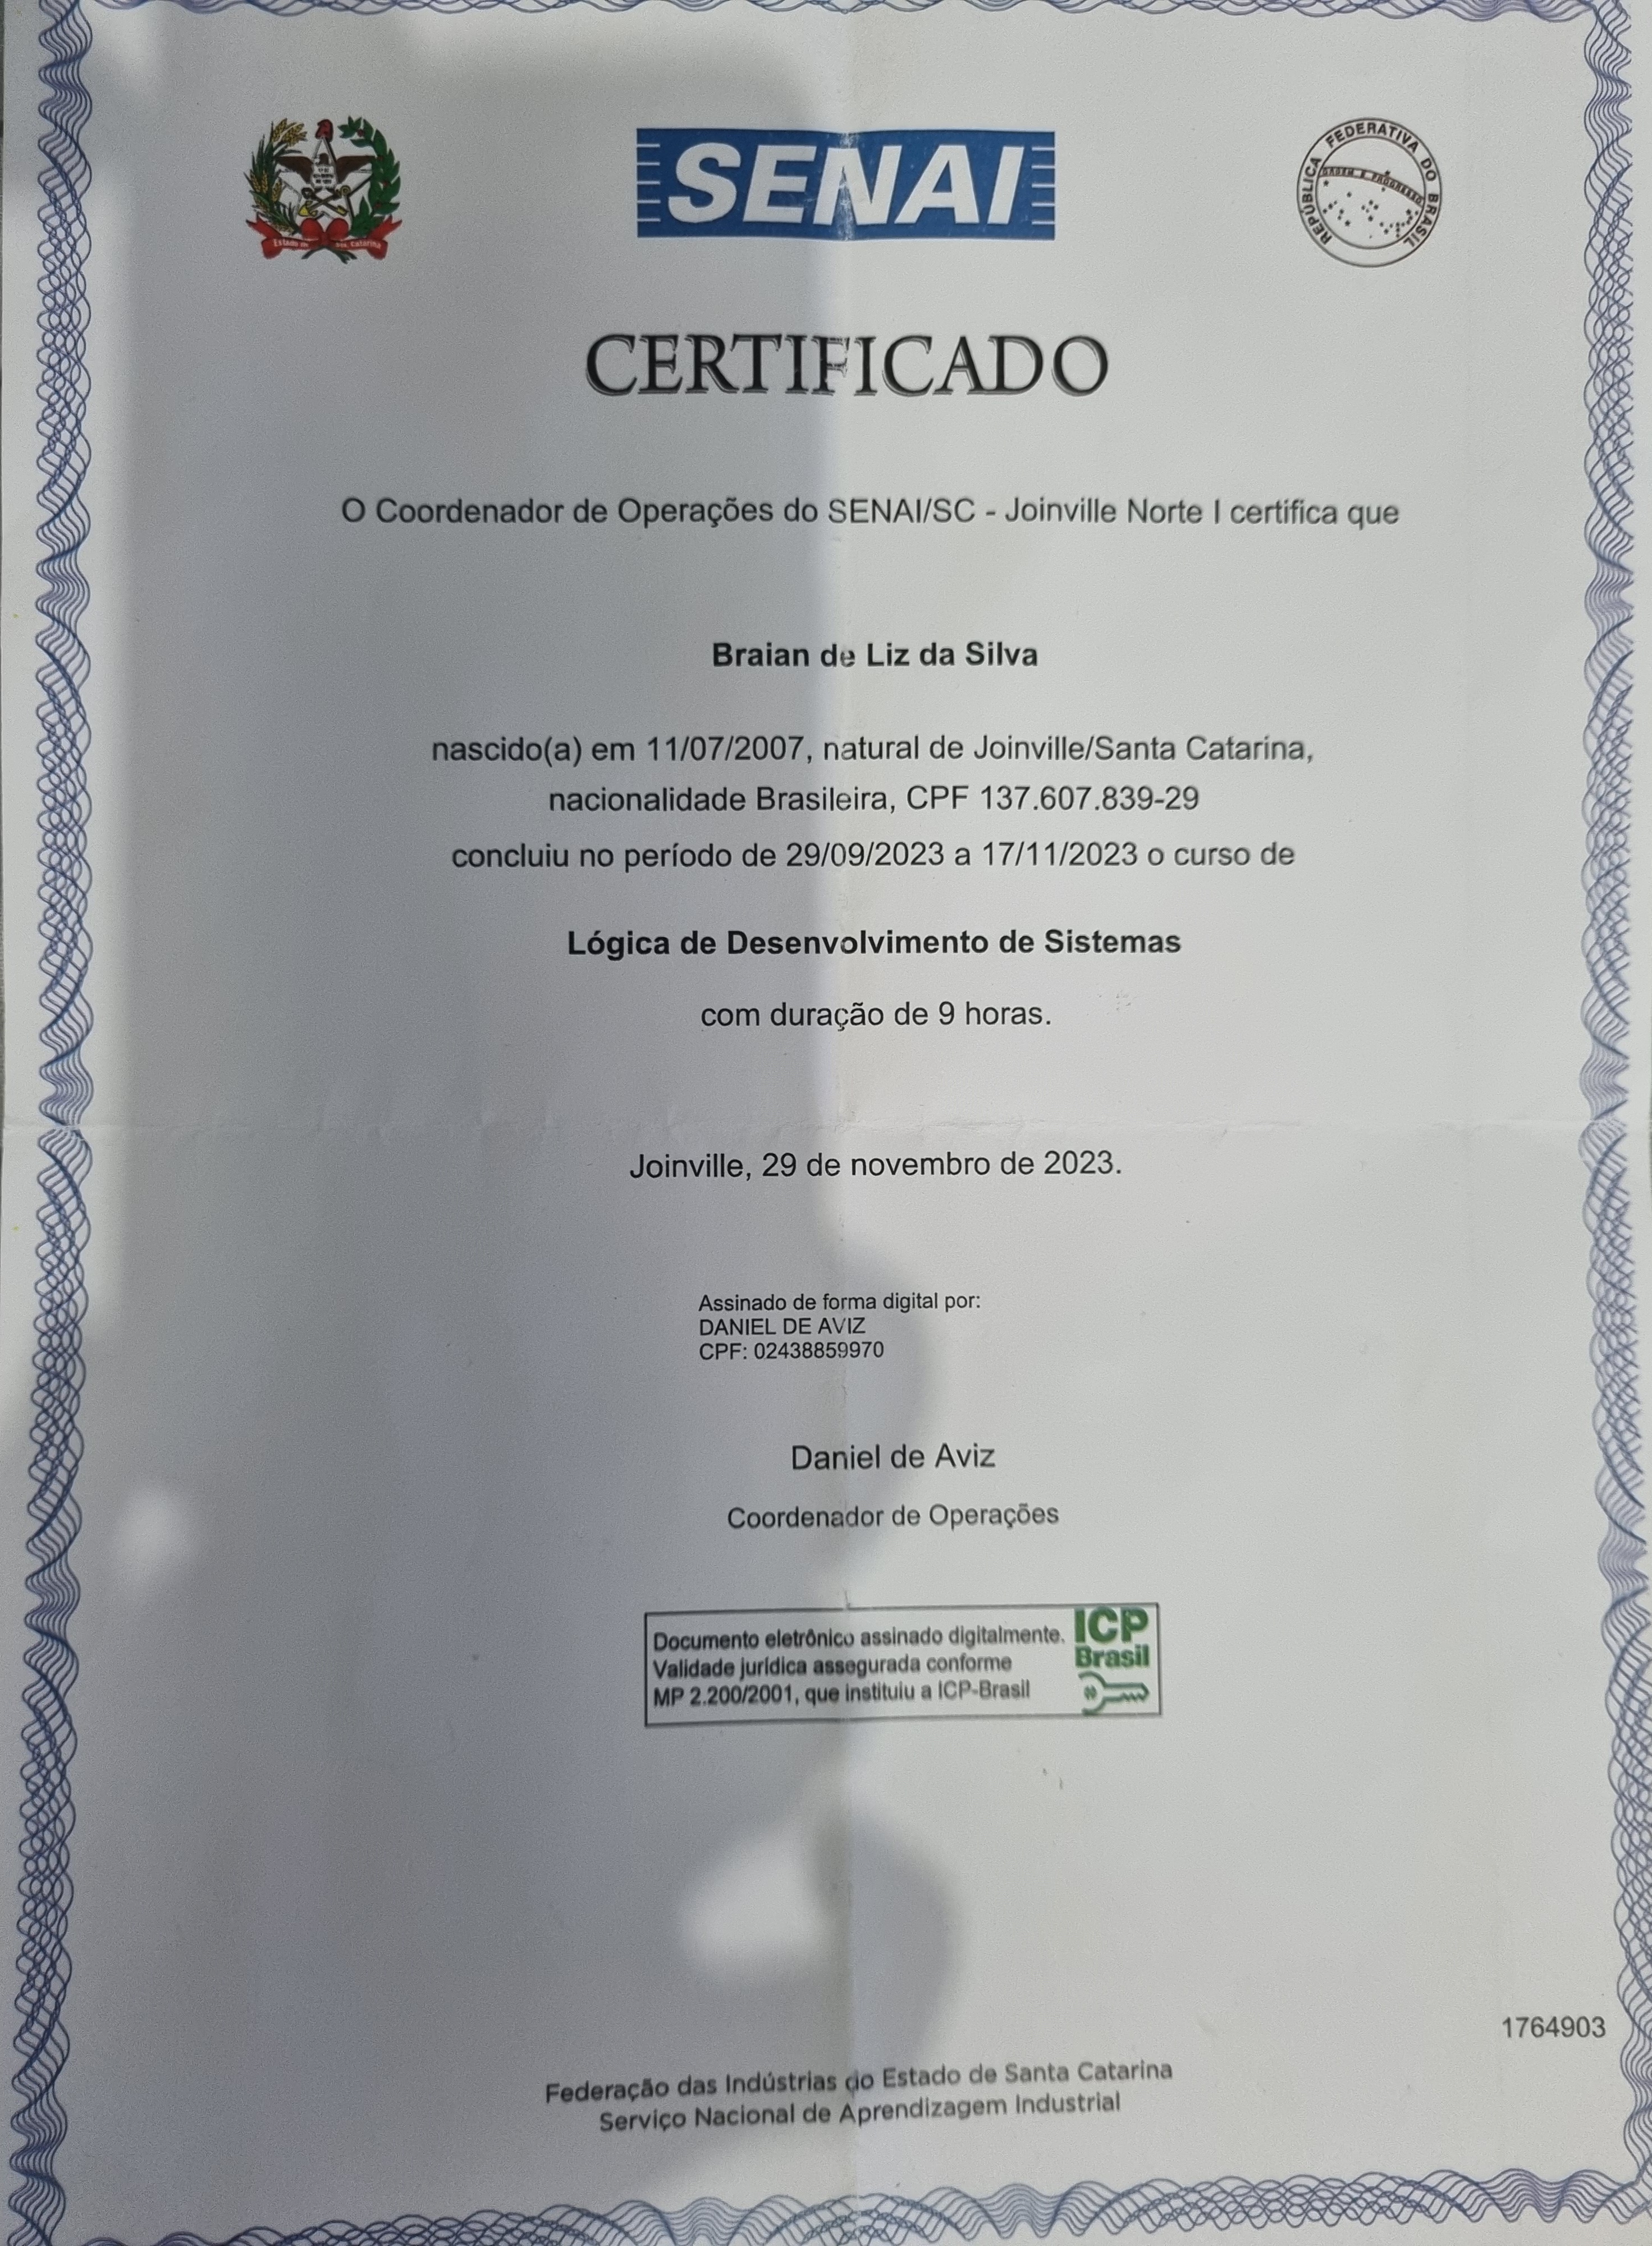 Estado de Sta. Catarina
SENAI
REPÚBLICA FEDERATIVA DO BRASIL
ORDEM E PROGRESSO
CERTIFICADO
O Coordenador de Operações do SENAI/SC - Joinville Norte I certifica que
Braian de Liz da Silva
nascido(a) em 11/07/2007, natural de Joinville/Santa Catarina,
nacionalidade Brasileira, CPF 137.607.839-29
concluiu no período de 29/09/2023 a 17/11/2023 o curso de
Lógica de Desenvolvimento de Sistemas
com duração de 9 horas.
Joinville, 29 de novembro de 2023.
Assinado de forma digital por:
DANIEL DE AVIZ
CPF: 02438859970
Daniel de Aviz
Coordenador de Operações
Documento eletrônico assinado digitalmente.
Validade jurídica assegurada conforme
MP 2.200/2001, que instituiu a ICP-Brasil
ICP
Brasil
1764903
Federação das Indústrias do Estado de Santa Catarina
Serviço Nacional de Aprendizagem Industrial